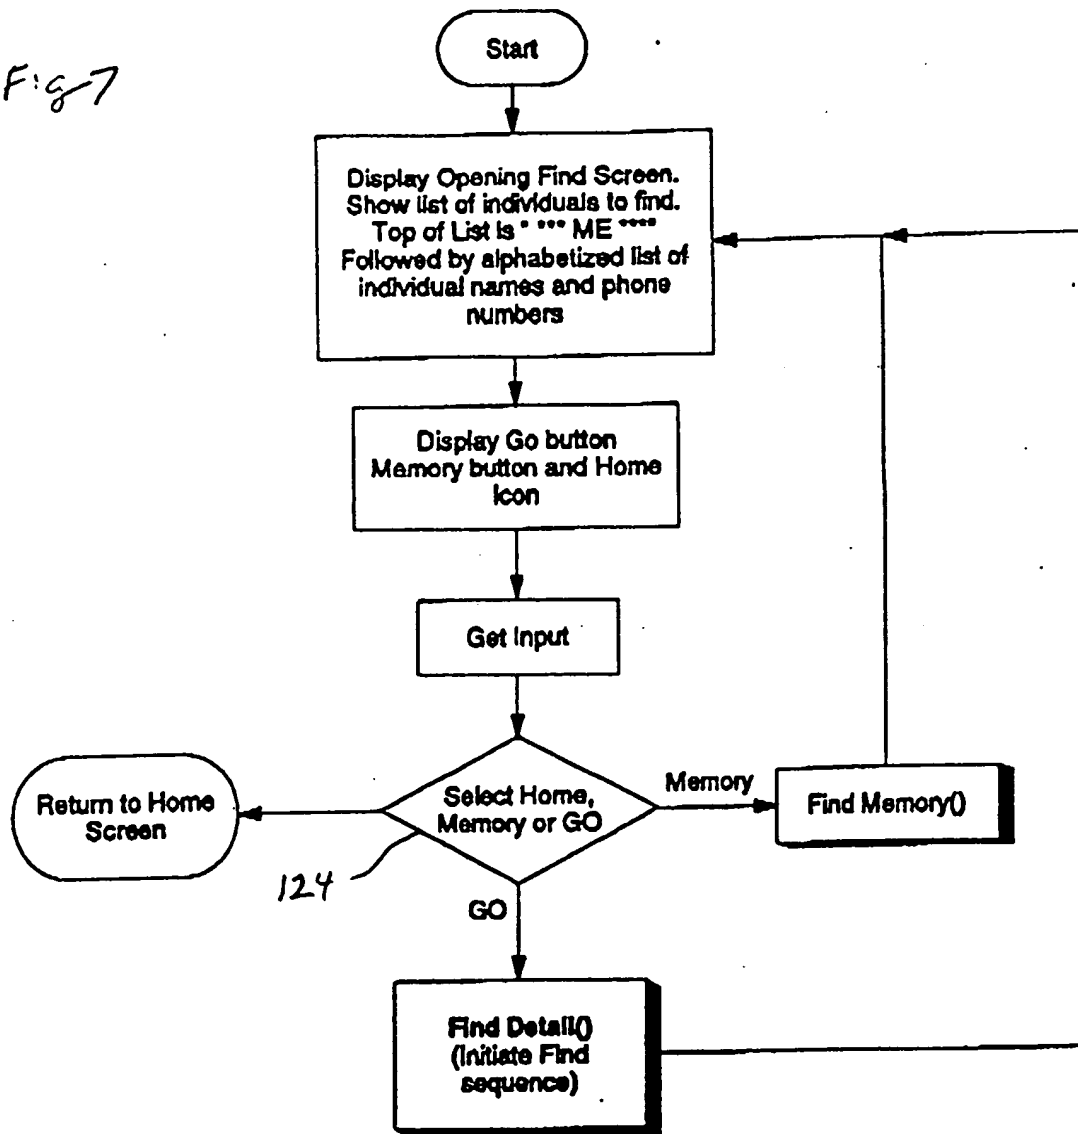 Fig 7
Start
Display Opening Find Screen.
Show list of individuals to find.
Top of List is " *** ME ****
Followed by alphabetized list of
individual names and phone
numbers
Display Go button
Memory button and Home
Icon
Get Input
Select Home,
Memory or GO
Return to Home
Screen
Memory
Find Memory()
124
GO
Find Detail()
(Initiate Find
sequence)